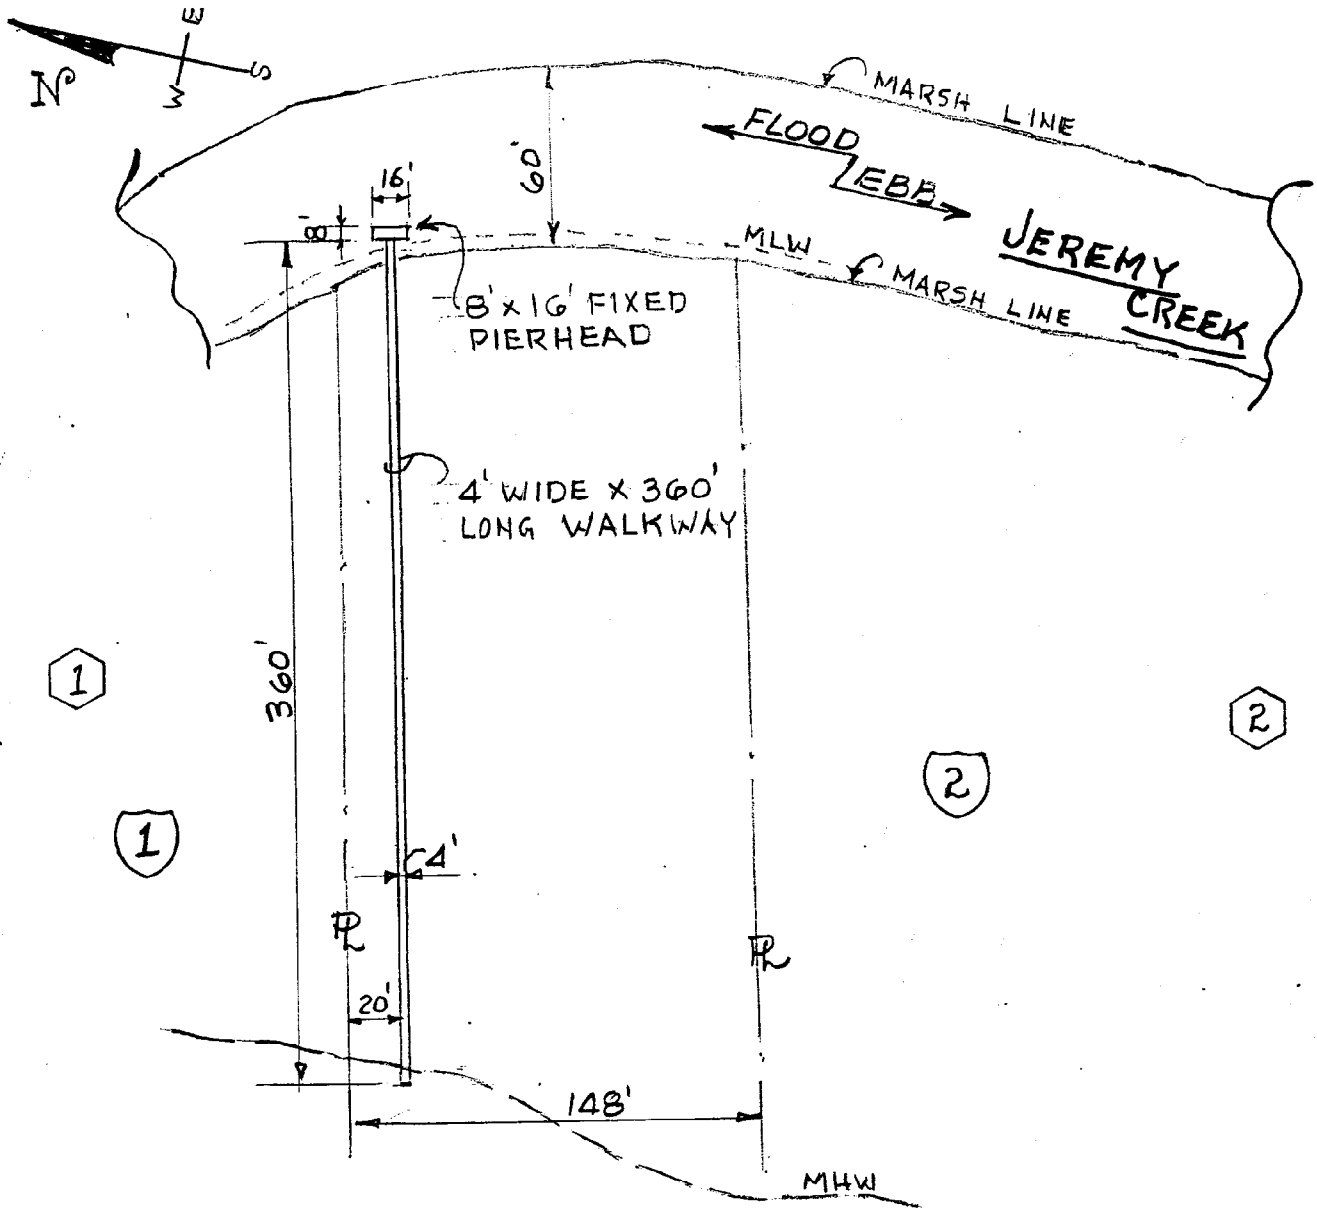 E
N
S
W
MARSH LINE
FLOOD
EBB
60'
16'
8'
MLW
JEREMY
CREEK
MARSH LINE
8' X 16' FIXED
PIERHEAD
4' WIDE X 360'
LONG WALKWAY
360'
1
2
2
1
4'
PL
PL
20'
148'
MHW